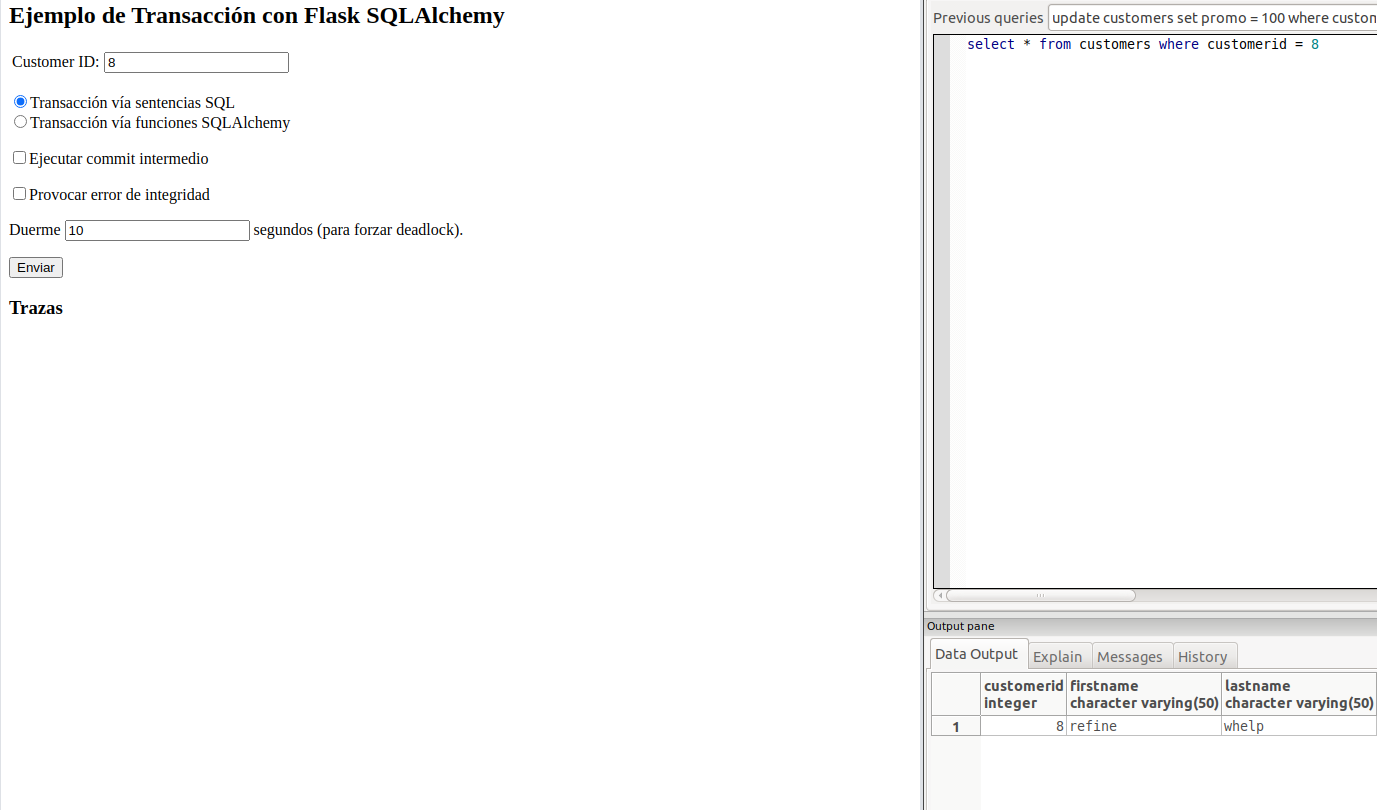 Ejemplo de Transacción con Flask SQLAlchemy
Customer ID: 8
Transacción vía sentencias SQL
Transacción vía funciones SQLAlchemy
Ejecutar commit intermedio
Provocar error de integridad
Duerme 10 segundos (para forzar deadlock).
Enviar
Trazas
Previous queries update customers set promo = 100 where custom
select * from customers where customerid = 8
Output pane
Data Output Explain Messages History
customerid firstname lastname
integer character varying(50) character varying(50)
1 8 refine whelp